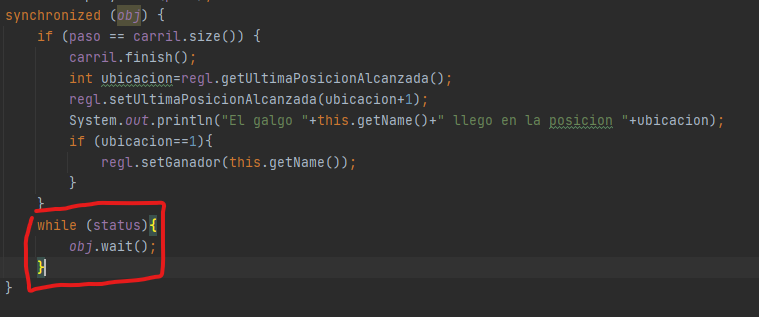 synchronized (obj) {
if (paso == carril.size()) {
carril.finish();
int ubicacion=regl.getUltimaPosicionAlcanzada();
regl.setUltimaPosicionAlcanzada(ubicacion+1);
System.out.println("El galgo "+this.getName()+" llego en la posicion "+ubicacion);
if (ubicacion==1){
regl.setGanador(this.getName());
}
}
while (status){
obj.wait();
}
}